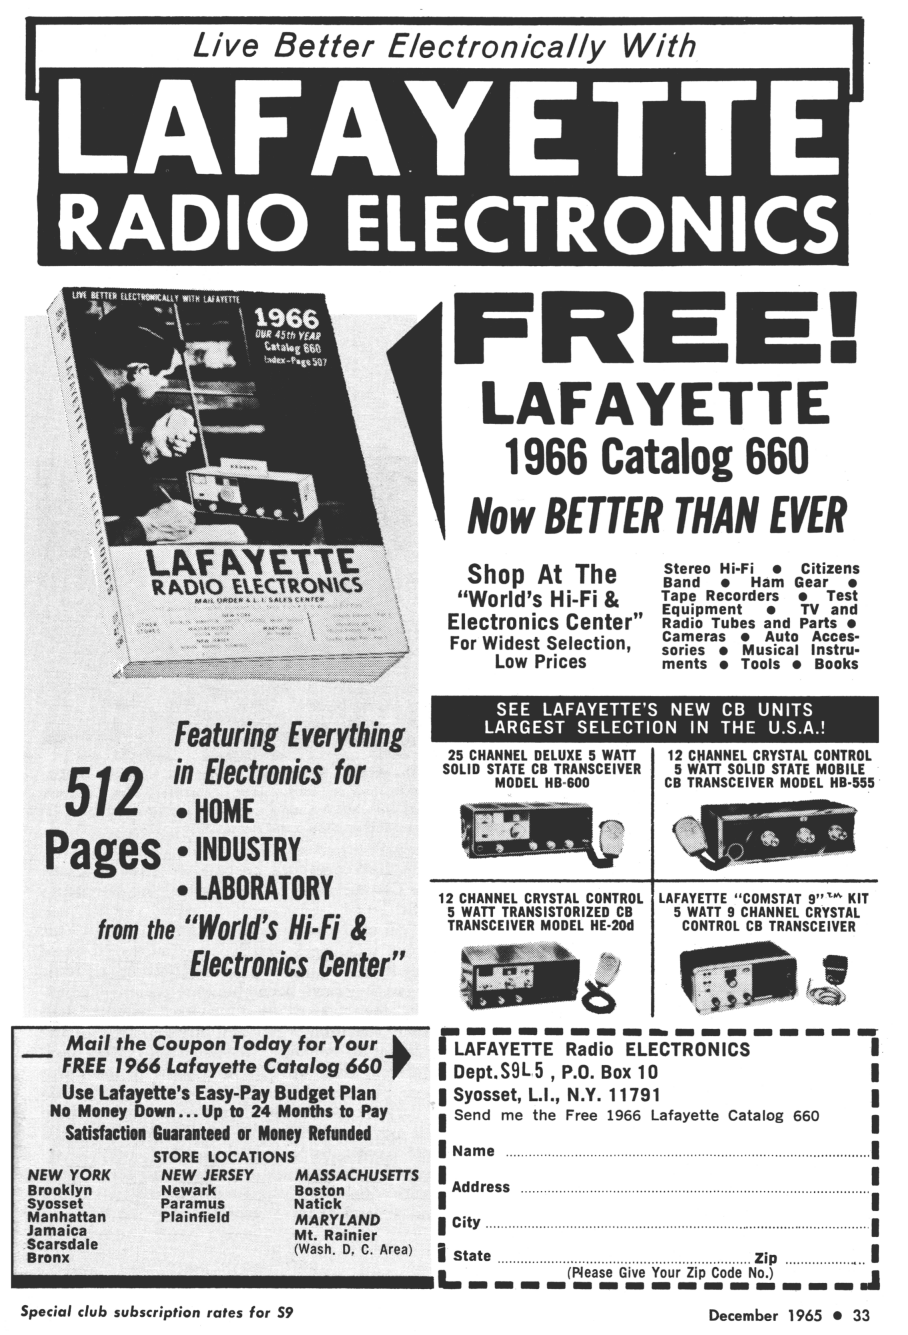 Live Better Electronically With
LAFAYETTE
RADIO ELECTRONICS
LIVE BETTER ELECTRONICALLY WITH LAFAYETTE
1966
OUR 45th YEAR
Catalog 660
Index-Page 507
LAFAYETTE RADIO ELECTRONICS
LAFAYETTE
RADIO ELECTRONICS
MAIL ORDER & L. I. SALES CENTER
FREE!
LAFAYETTE
1966 Catalog 660
Now BETTER THAN EVER
Shop At The
"World's Hi-Fi &
Electronics Center"
For Widest Selection,
Low Prices
Stereo Hi-Fi ● Citizens
Band ● Ham Gear ●
Tape Recorders ● Test
Equipment ● TV and
Radio Tubes and Parts ●
Cameras ● Auto Acces-
sories ● Musical Instru-
ments ● Tools ● Books
Featuring Everything
in Electronics for
512
Pages
• HOME
• INDUSTRY
• LABORATORY
from the "World's Hi-Fi &
Electronics Center"
SEE LAFAYETTE'S NEW CB UNITS
LARGEST SELECTION IN THE U.S.A.!
25 CHANNEL DELUXE 5 WATT
SOLID STATE CB TRANSCEIVER
MODEL HB-600
12 CHANNEL CRYSTAL CONTROL
5 WATT SOLID STATE MOBILE
CB TRANSCEIVER MODEL HB-555
12 CHANNEL CRYSTAL CONTROL
5 WATT TRANSISTORIZED CB
TRANSCEIVER MODEL HE-20d
LAFAYETTE "COMSTAT 9"™ KIT
5 WATT 9 CHANNEL CRYSTAL
CONTROL CB TRANSCEIVER
Mail the Coupon Today for Your
FREE 1966 Lafayette Catalog 660
Use Lafayette's Easy-Pay Budget Plan
No Money Down... Up to 24 Months to Pay
Satisfaction Guaranteed or Money Refunded
STORE LOCATIONS
NEW YORK
Brooklyn
Syosset
Manhattan
Jamaica
Scarsdale
Bronx
NEW JERSEY
Newark
Paramus
Plainfield
MASSACHUSETTS
Boston
Natick
MARYLAND
Mt. Rainier
(Wash. D. C. Area)
LAFAYETTE Radio ELECTRONICS
Dept. S9L5, P.O. Box 10
Syosset, L.I., N.Y. 11791
Send me the Free 1966 Lafayette Catalog 660
Name
Address
City
State Zip
(Please Give Your Zip Code No.)
Special club subscription rates for S9
December 1965 ● 33